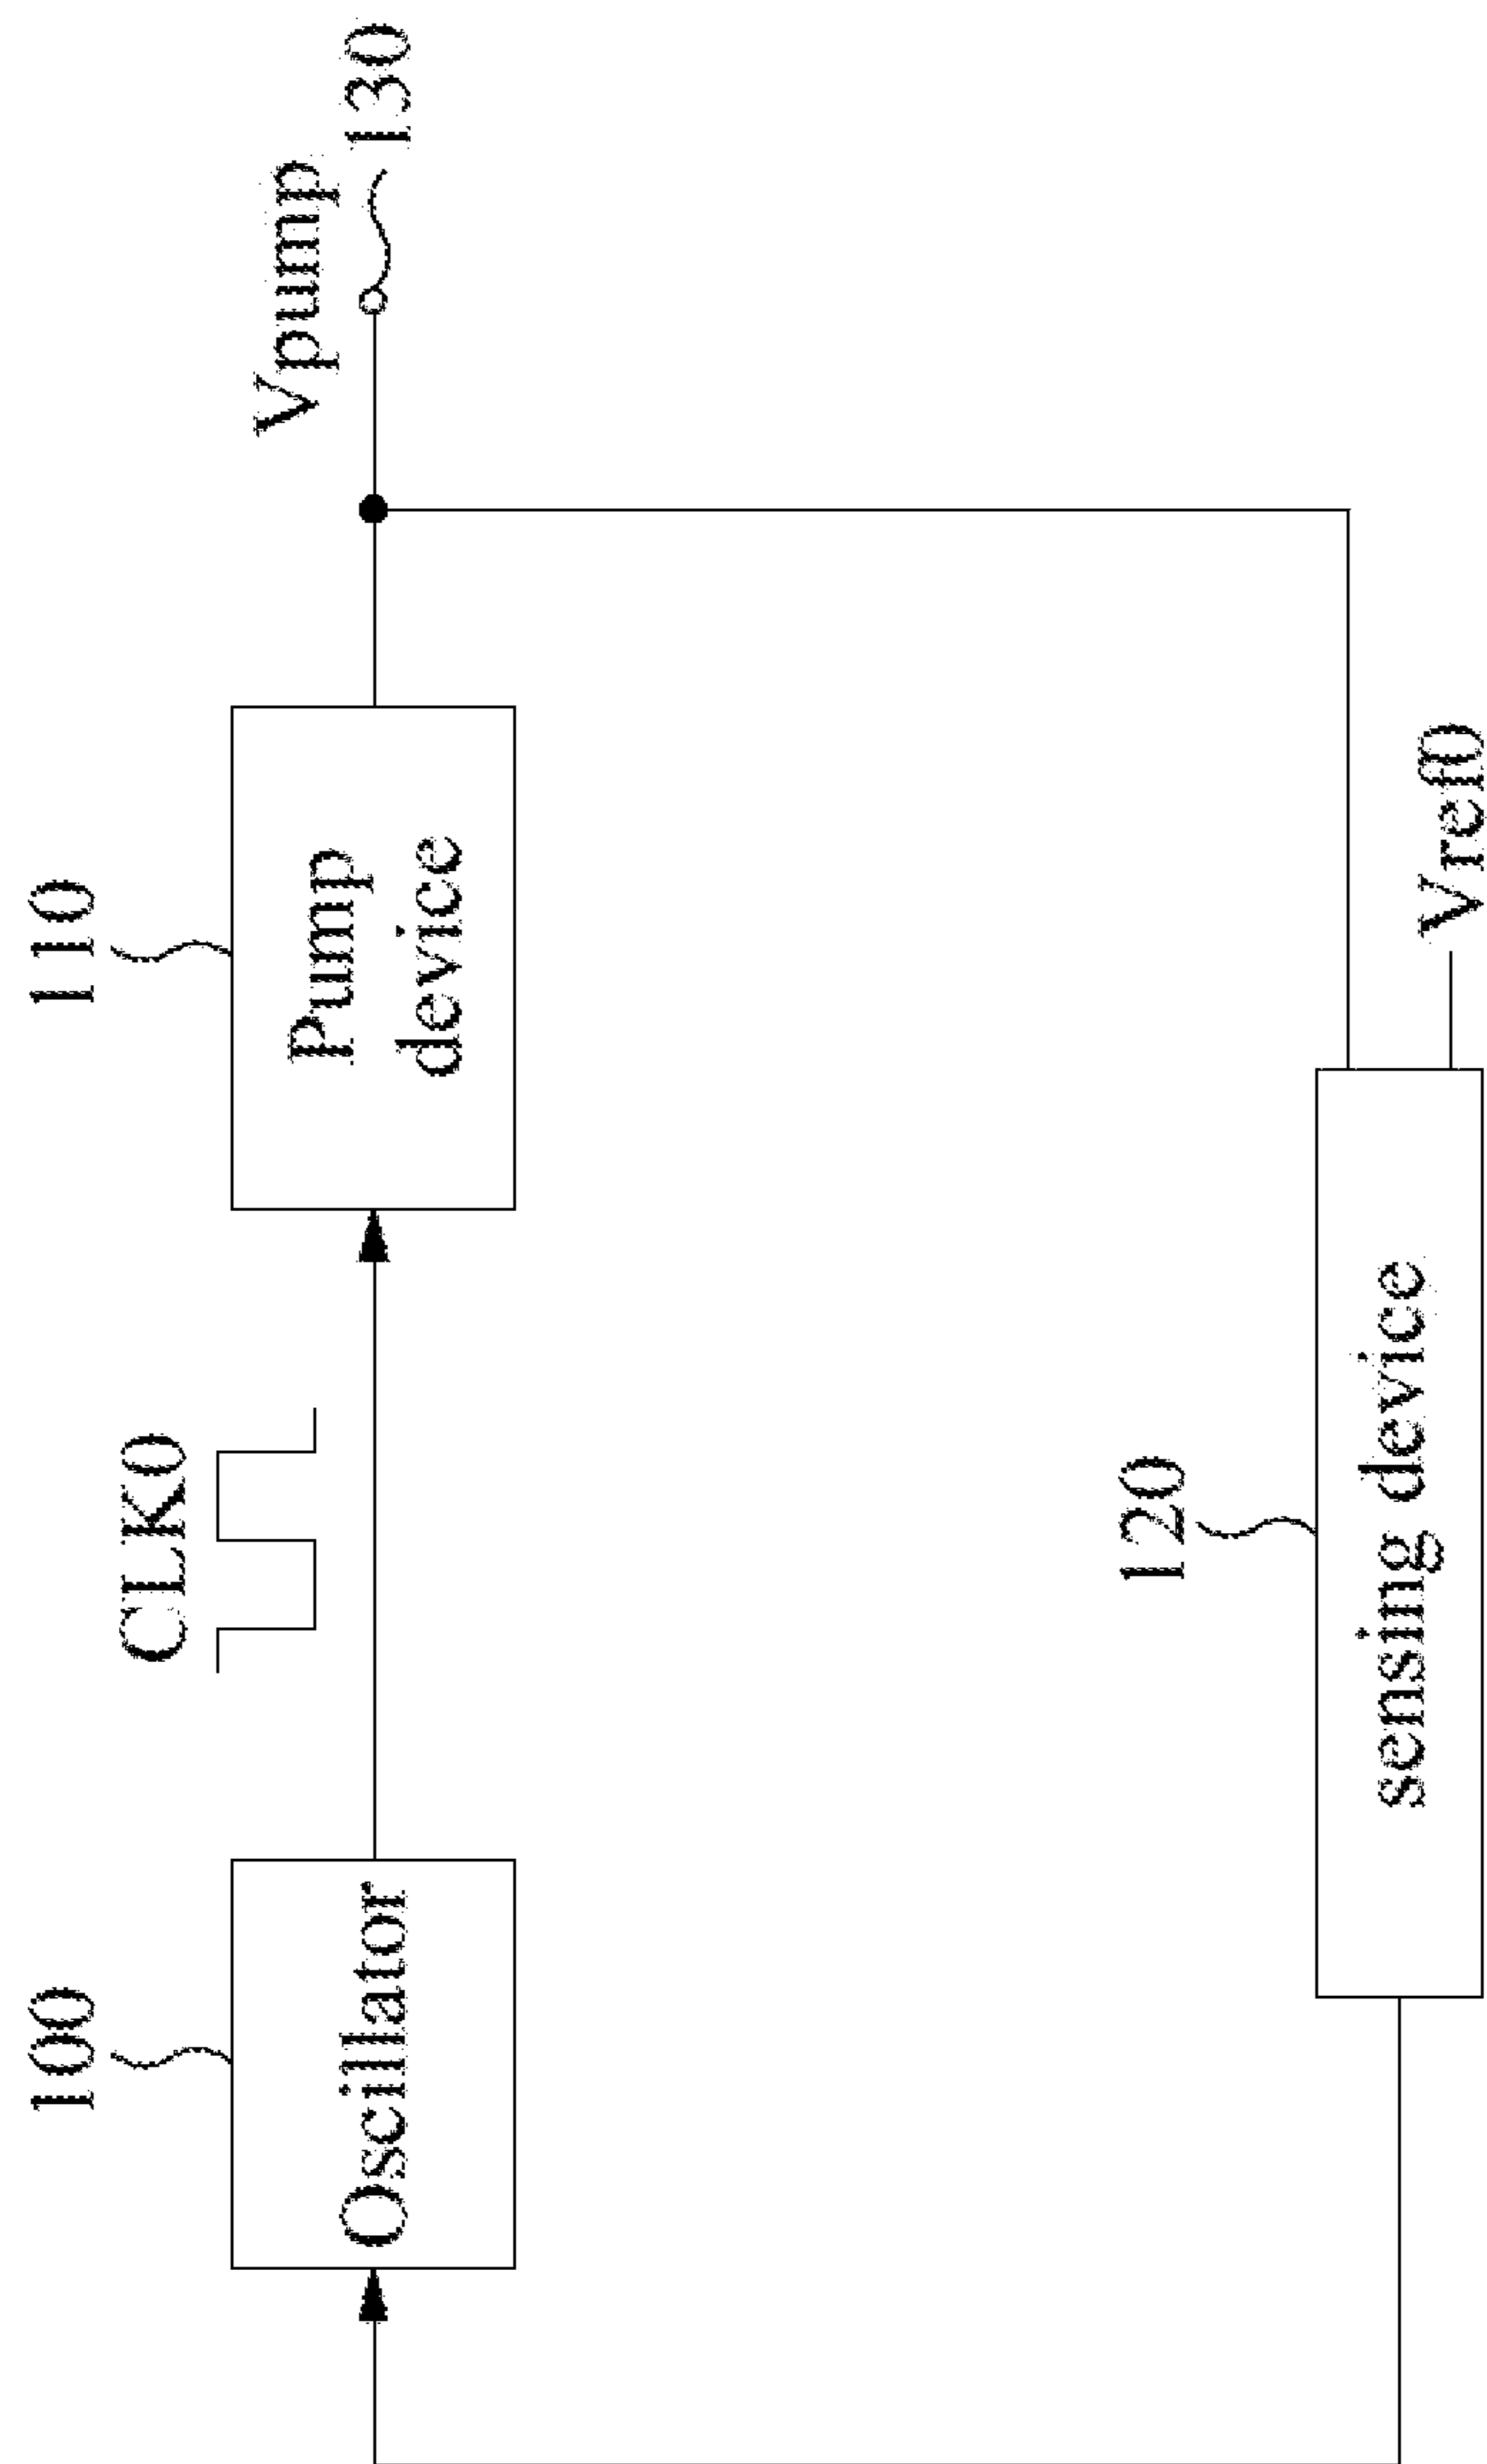 100
110
CLK0
Vpump
130
Oscillator
Pump
device
120
sensing device
Vref0